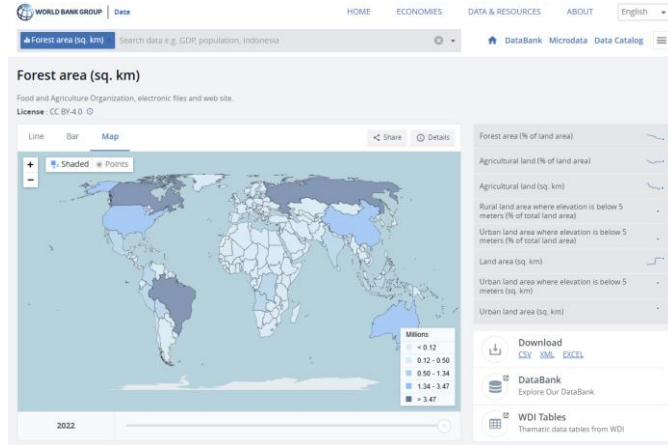 WORLD BANK GROUP Data
HOME ECONOMIES DATA & RESOURCES ABOUT English
Forest area (sq. km) Search data e.g. GDP, population, Indonesia
DataBank Microdata Data Catalog
Forest area (sq. km)
Food and Agriculture Organization, electronic files and web site.
License : CC BY-4.0
Line Bar Map
Share Details
+ Shaded Points
−
Millions
< 0.12
0.12 - 0.50
0.50 - 1.34
1.34 - 3.47
> 3.47
2022
Forest area (% of land area)
Agricultural land (% of land area)
Agricultural land (sq. km)
Rural land area where elevation is below 5
meters (% of total land area)
Urban land area where elevation is below 5
meters (% of total land area)
Land area (sq. km)
Urban land area where elevation is below 5
meters (sq. km)
Urban land area (sq. km)
Download
CSV XML EXCEL
DataBank
Explore Our DataBank
WDI Tables
Thematic data tables from WDI